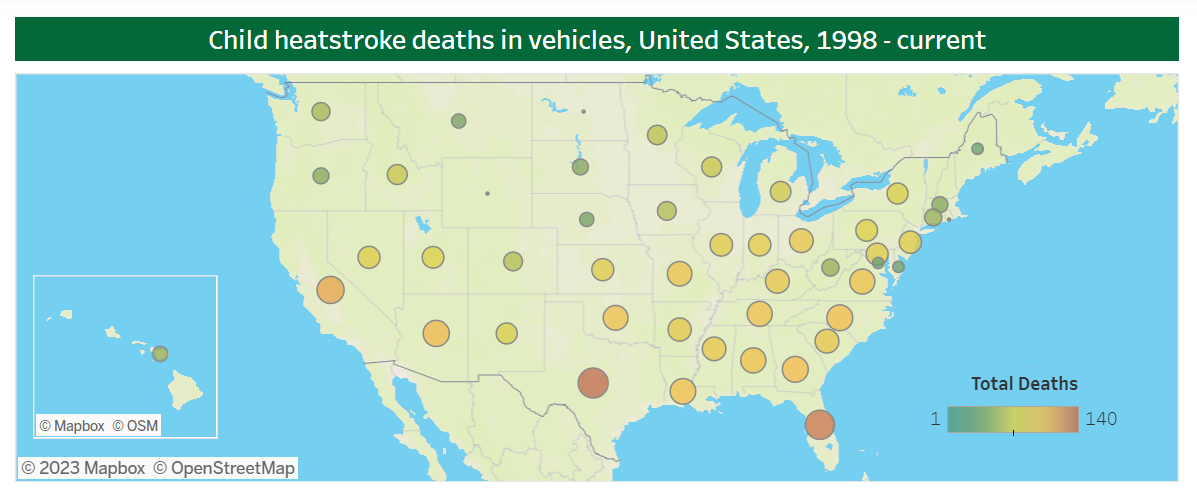 Child heatstroke deaths in vehicles, United States, 1998 - current
Total Deaths
1 140
© Mapbox © OSM
© 2023 Mapbox © OpenStreetMap